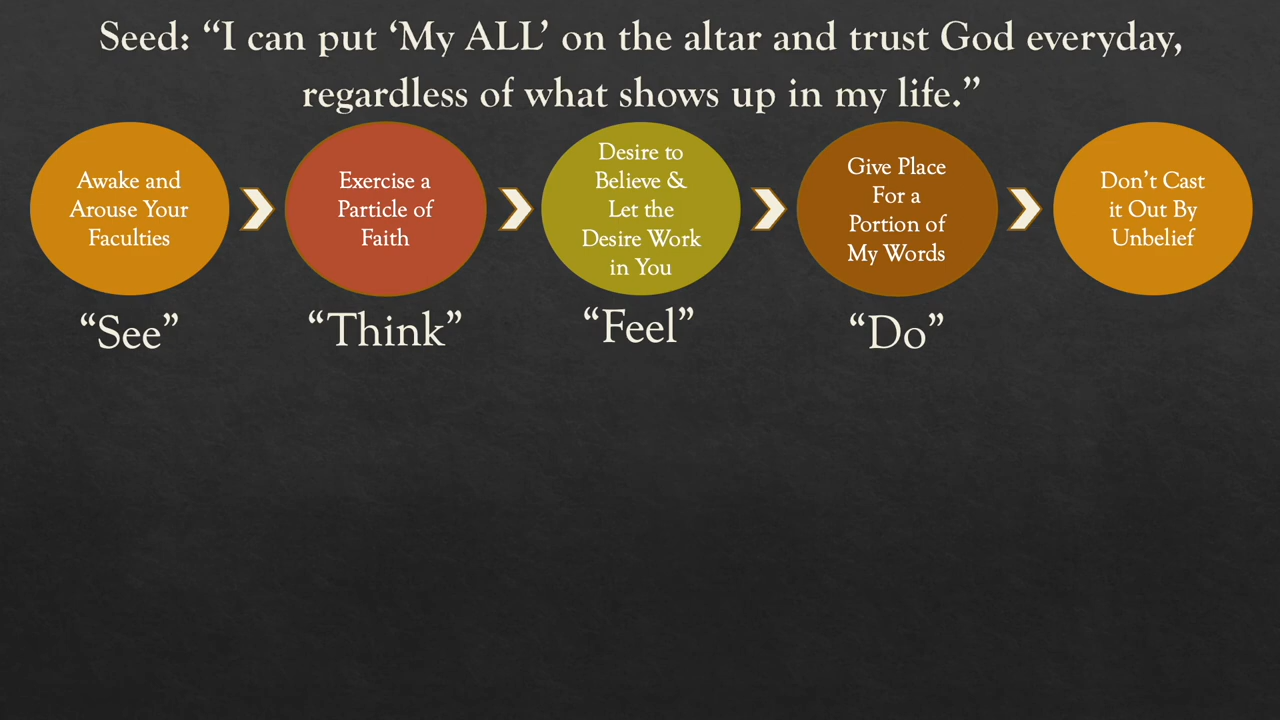 Seed: “I can put ‘My ALL’ on the altar and trust God everyday,
regardless of what shows up in my life.”
Awake and
Arouse Your
Faculties
Exercise a
Particle of
Faith
Desire to
Believe &
Let the
Desire Work
in You
Give Place
For a
Portion of
My Words
Don’t Cast
it Out By
Unbelief
“See”
“Think”
“Feel”
“Do”